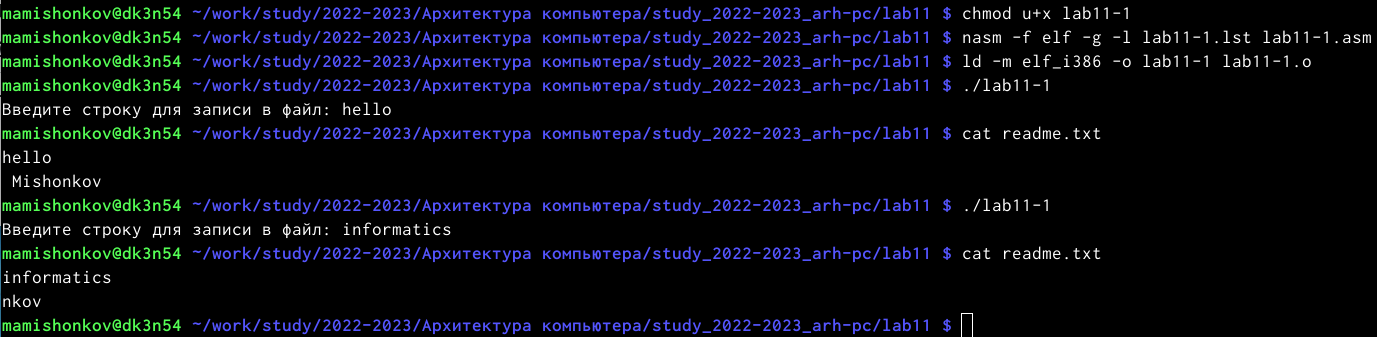 mamishonkov@dk3n54 ~/work/study/2022-2023/Архитектура компьютера/study_2022-2023_arh-pc/lab11 $ chmod u+x lab11-1
mamishonkov@dk3n54 ~/work/study/2022-2023/Архитектура компьютера/study_2022-2023_arh-pc/lab11 $ nasm -f elf -g -l lab11-1.lst lab11-1.asm
mamishonkov@dk3n54 ~/work/study/2022-2023/Архитектура компьютера/study_2022-2023_arh-pc/lab11 $ ld -m elf_i386 -o lab11-1 lab11-1.o
mamishonkov@dk3n54 ~/work/study/2022-2023/Архитектура компьютера/study_2022-2023_arh-pc/lab11 $ ./lab11-1
Введите строку для записи в файл: hello
mamishonkov@dk3n54 ~/work/study/2022-2023/Архитектура компьютера/study_2022-2023_arh-pc/lab11 $ cat readme.txt
hello
 Mishonkov
mamishonkov@dk3n54 ~/work/study/2022-2023/Архитектура компьютера/study_2022-2023_arh-pc/lab11 $ ./lab11-1
Введите строку для записи в файл: informatics
mamishonkov@dk3n54 ~/work/study/2022-2023/Архитектура компьютера/study_2022-2023_arh-pc/lab11 $ cat readme.txt
informatics
nkov
mamishonkov@dk3n54 ~/work/study/2022-2023/Архитектура компьютера/study_2022-2023_arh-pc/lab11 $